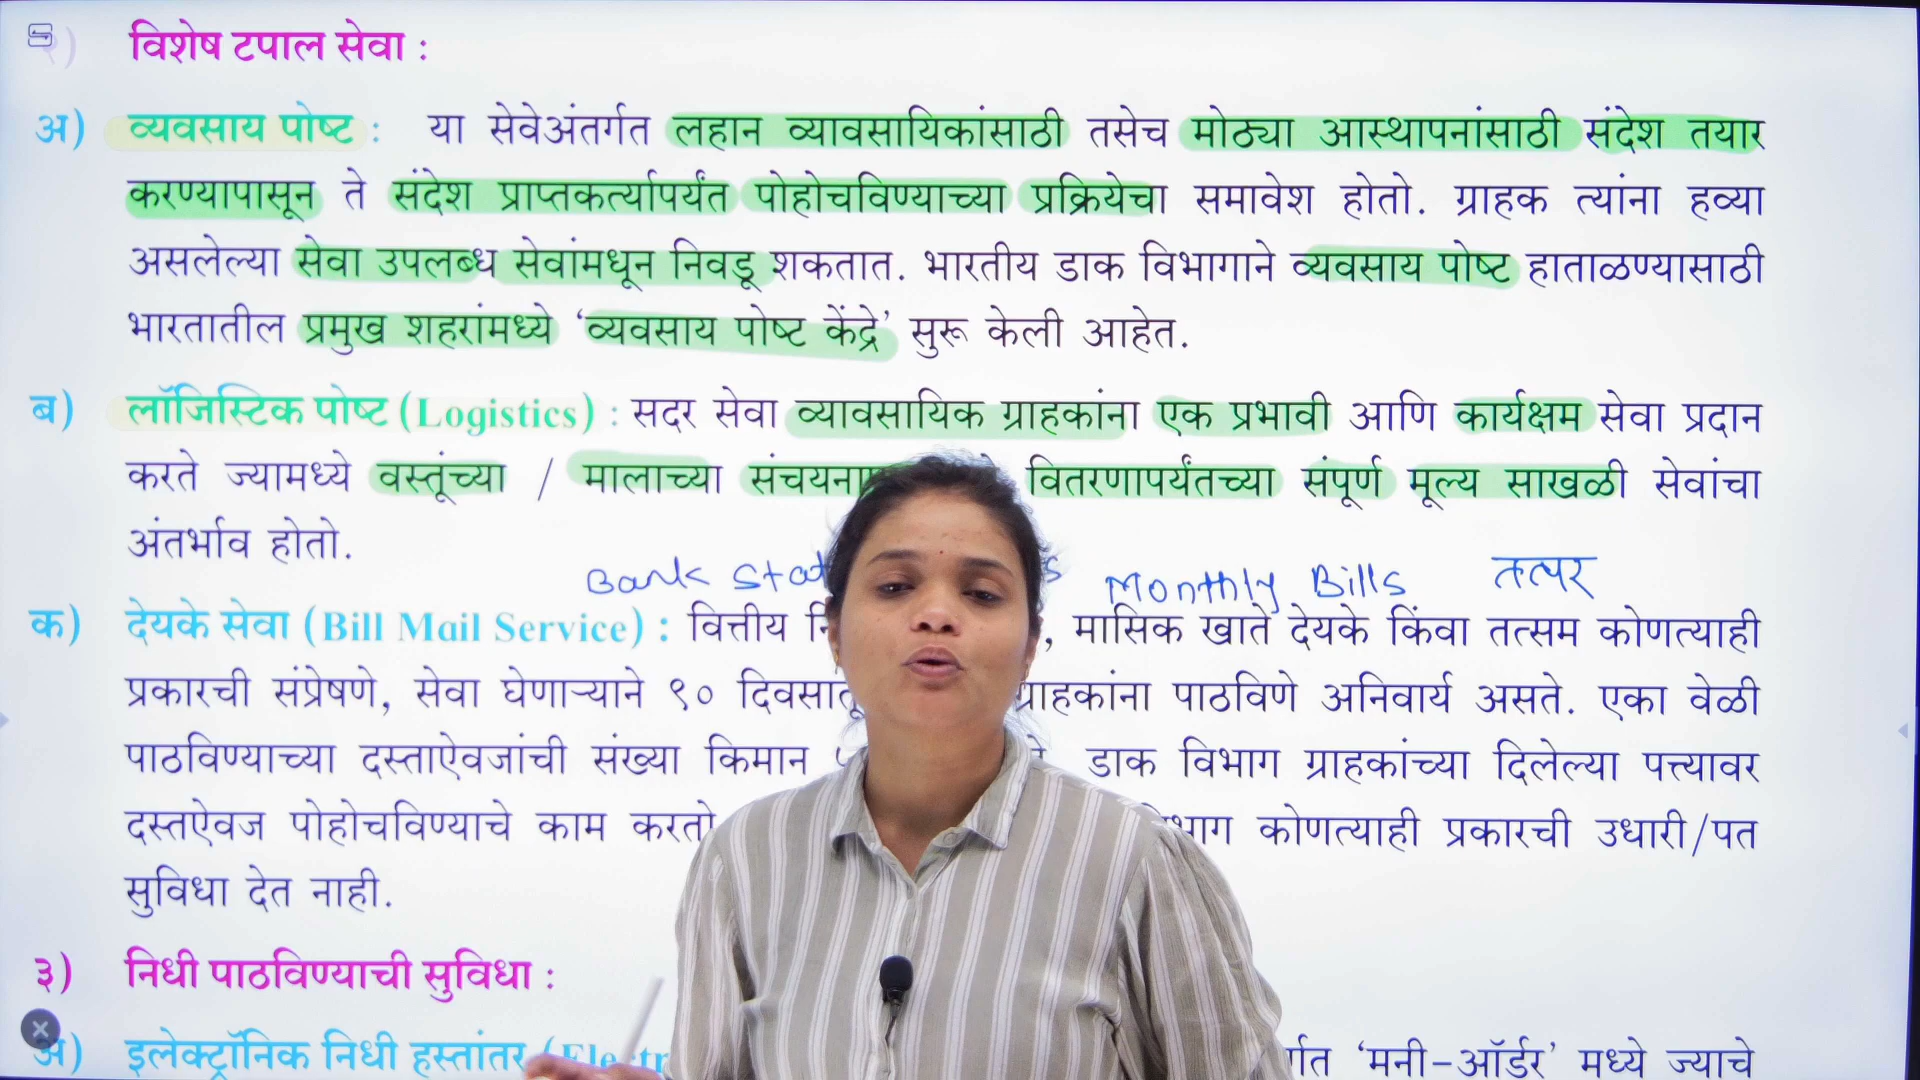 २) विशेष टपाल सेवा :
अ) व्यवसाय पोष्ट : या सेवेअंतर्गत लहान व्यावसायिकांसाठी तसेच मोठ्या आस्थापनांसाठी संदेश तयार
करण्यापासून ते संदेश प्राप्तकर्त्यापर्यंत पोहोचविण्याच्या प्रक्रियेचा समावेश होतो. ग्राहक त्यांना हव्या
असलेल्या सेवा उपलब्ध सेवांमधून निवडू शकतात. भारतीय डाक विभागाने व्यवसाय पोष्ट हाताळण्यासाठी
भारतातील प्रमुख शहरांमध्ये ‘व्यवसाय पोष्ट केंद्रे’ सुरू केली आहेत.
ब) लॉजिस्टिक पोष्ट (Logistics) : सदर सेवा व्यावसायिक ग्राहकांना एक प्रभावी आणि कार्यक्षम सेवा प्रदान
करते ज्यामध्ये वस्तूंच्या / मालाच्या वितरणापर्यंतच्या संपूर्ण मूल्य साखळी सेवांचा
अंतर्भाव होतो.
Bank Monthly Bills तत्पर
क) देयके सेवा (Bill Mail Service) : वित्तीय , मासिक खाते देयके किंवा तत्सम कोणत्याही
प्रकारची संप्रेषणे, सेवा घेणाऱ्याने ९० ग्राहकांना पाठविणे अनिवार्य असते. एका वेळी
पाठविण्याच्या दस्ताऐवजांची संख्या किमान डाक विभाग ग्राहकांच्या दिलेल्या पत्त्यावर
दस्तऐवज पोहोचविण्याचे काम करतो कोणत्याही प्रकारची उधारी/पत
सुविधा देत नाही.
३) निधी पाठविण्याची सुविधा :
अ) इलेक्ट्रॉनिक निधी हस्तांतर ‘मनी-ऑर्डर’ मध्ये ज्याचे